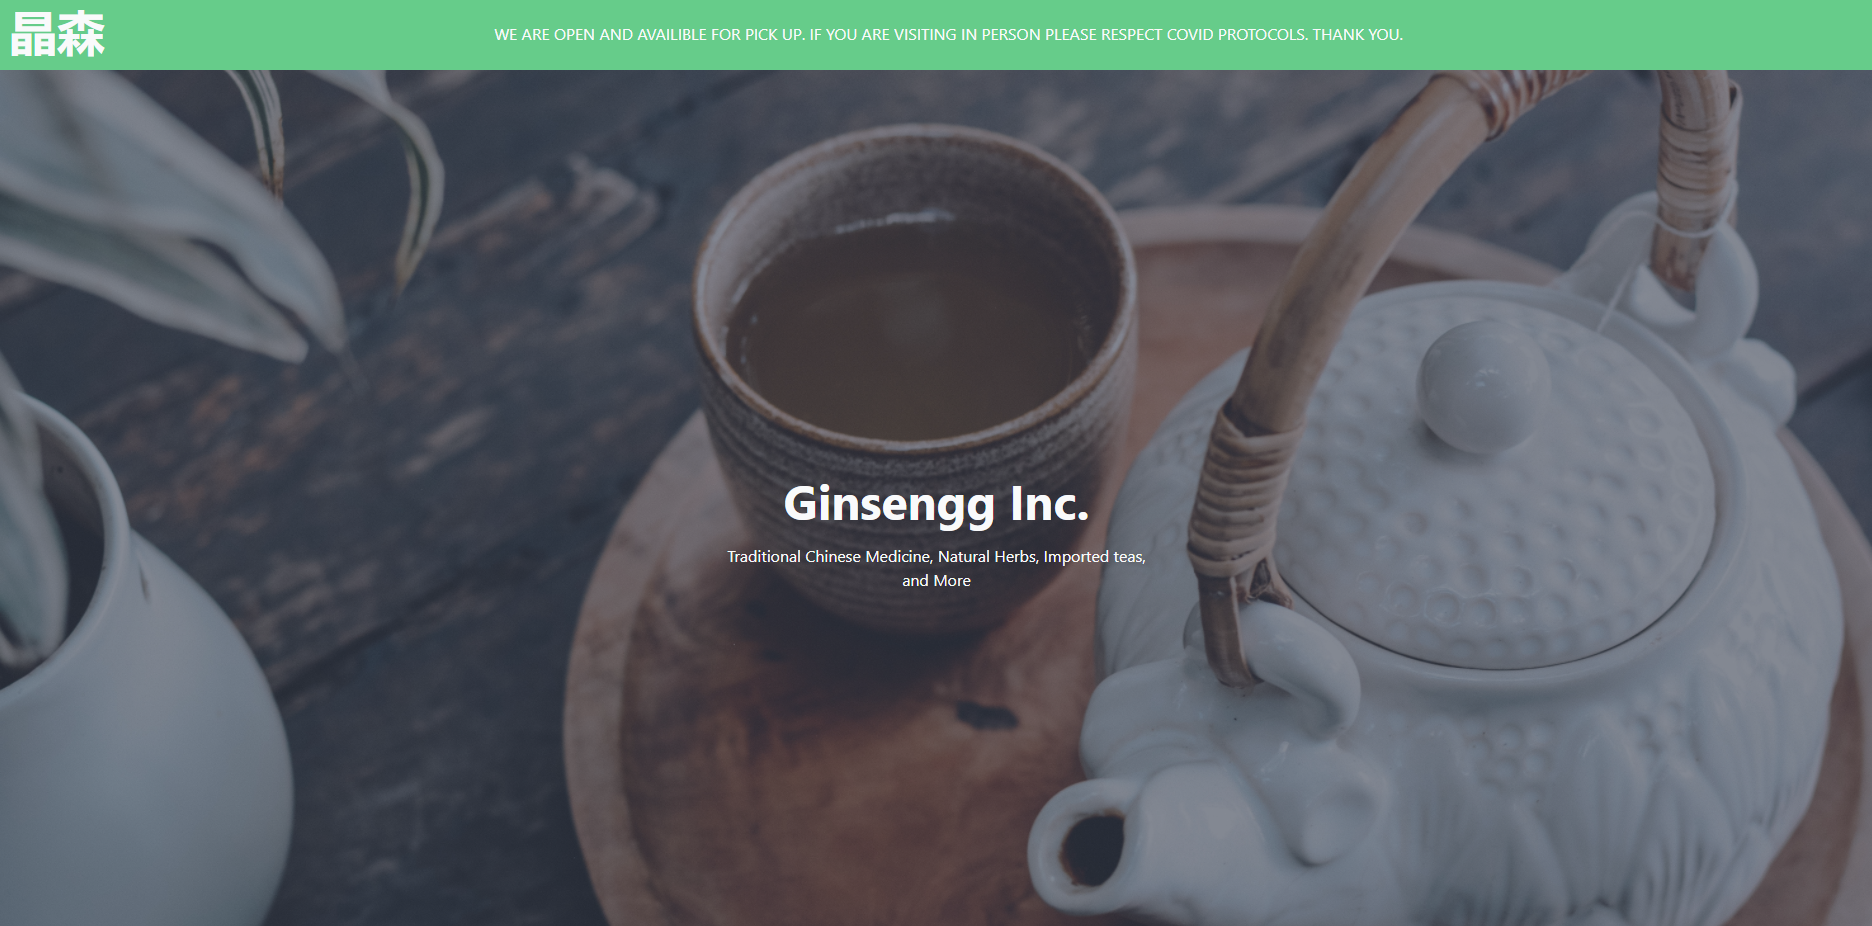 晶森
WE ARE OPEN AND AVAILIBLE FOR PICK UP. IF YOU ARE VISITING IN PERSON PLEASE RESPECT COVID PROTOCOLS. THANK YOU.
Ginsengg Inc.
Traditional Chinese Medicine, Natural Herbs, Imported teas,
and More